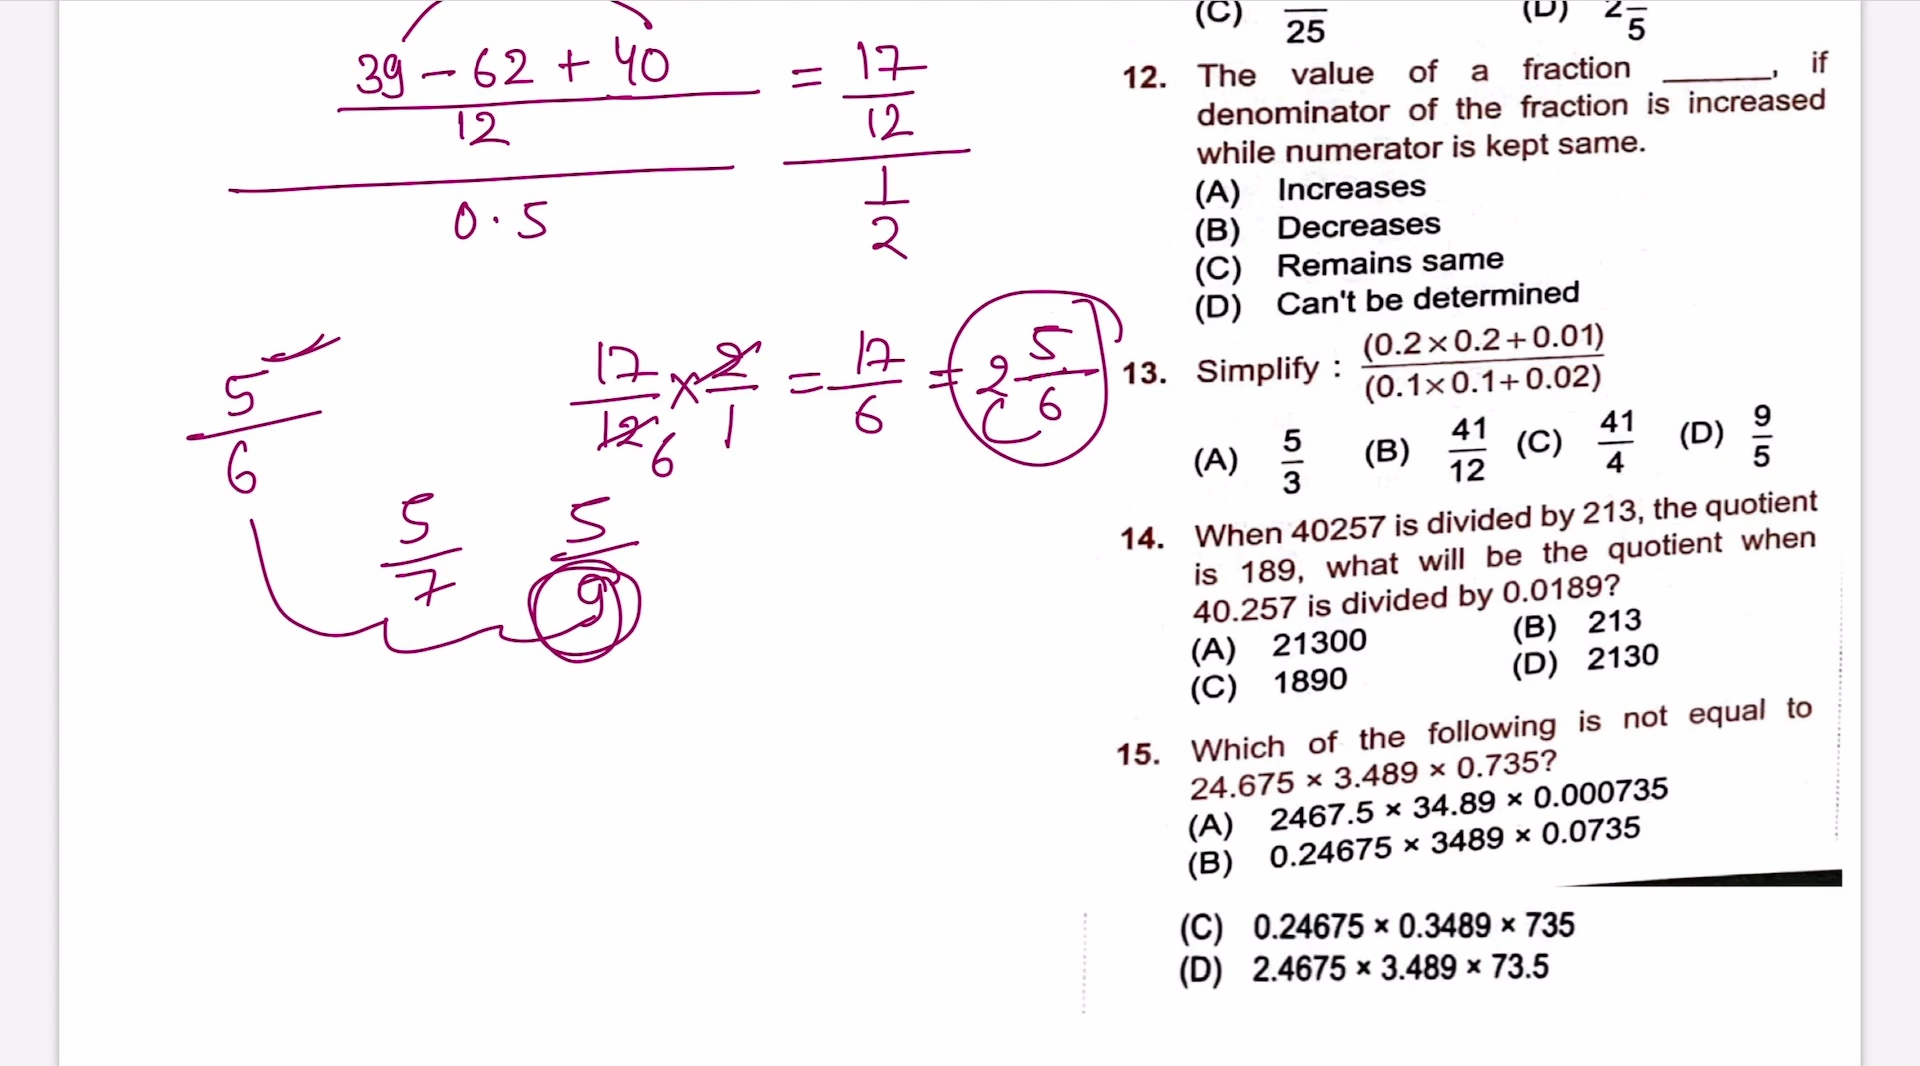 39 - 62 + 40
12
0.5
= 17
12
1
2
17/12 6 × 2/1 = 17/6 = 2 5/6
5
6
5
7
5
9
(C) 25 (D) 2 5
12. The value of a fraction ______, if
denominator of the fraction is increased
while numerator is kept same.
(A) Increases
(B) Decreases
(C) Remains same
(D) Can't be determined
13. Simplify : (0.2×0.2+0.01)
(0.1×0.1+0.02)
(A) 5/3 (B) 41/12 (C) 41/4 (D) 9/5
14. When 40257 is divided by 213, the quotient
is 189, what will be the quotient when
40.257 is divided by 0.0189?
(A) 21300 (B) 213
(C) 1890 (D) 2130
15. Which of the following is not equal to
24.675 × 3.489 × 0.735?
(A) 2467.5 × 34.89 × 0.000735
(B) 0.24675 × 3489 × 0.0735
(C) 0.24675 × 0.3489 × 735
(D) 2.4675 × 3.489 × 73.5